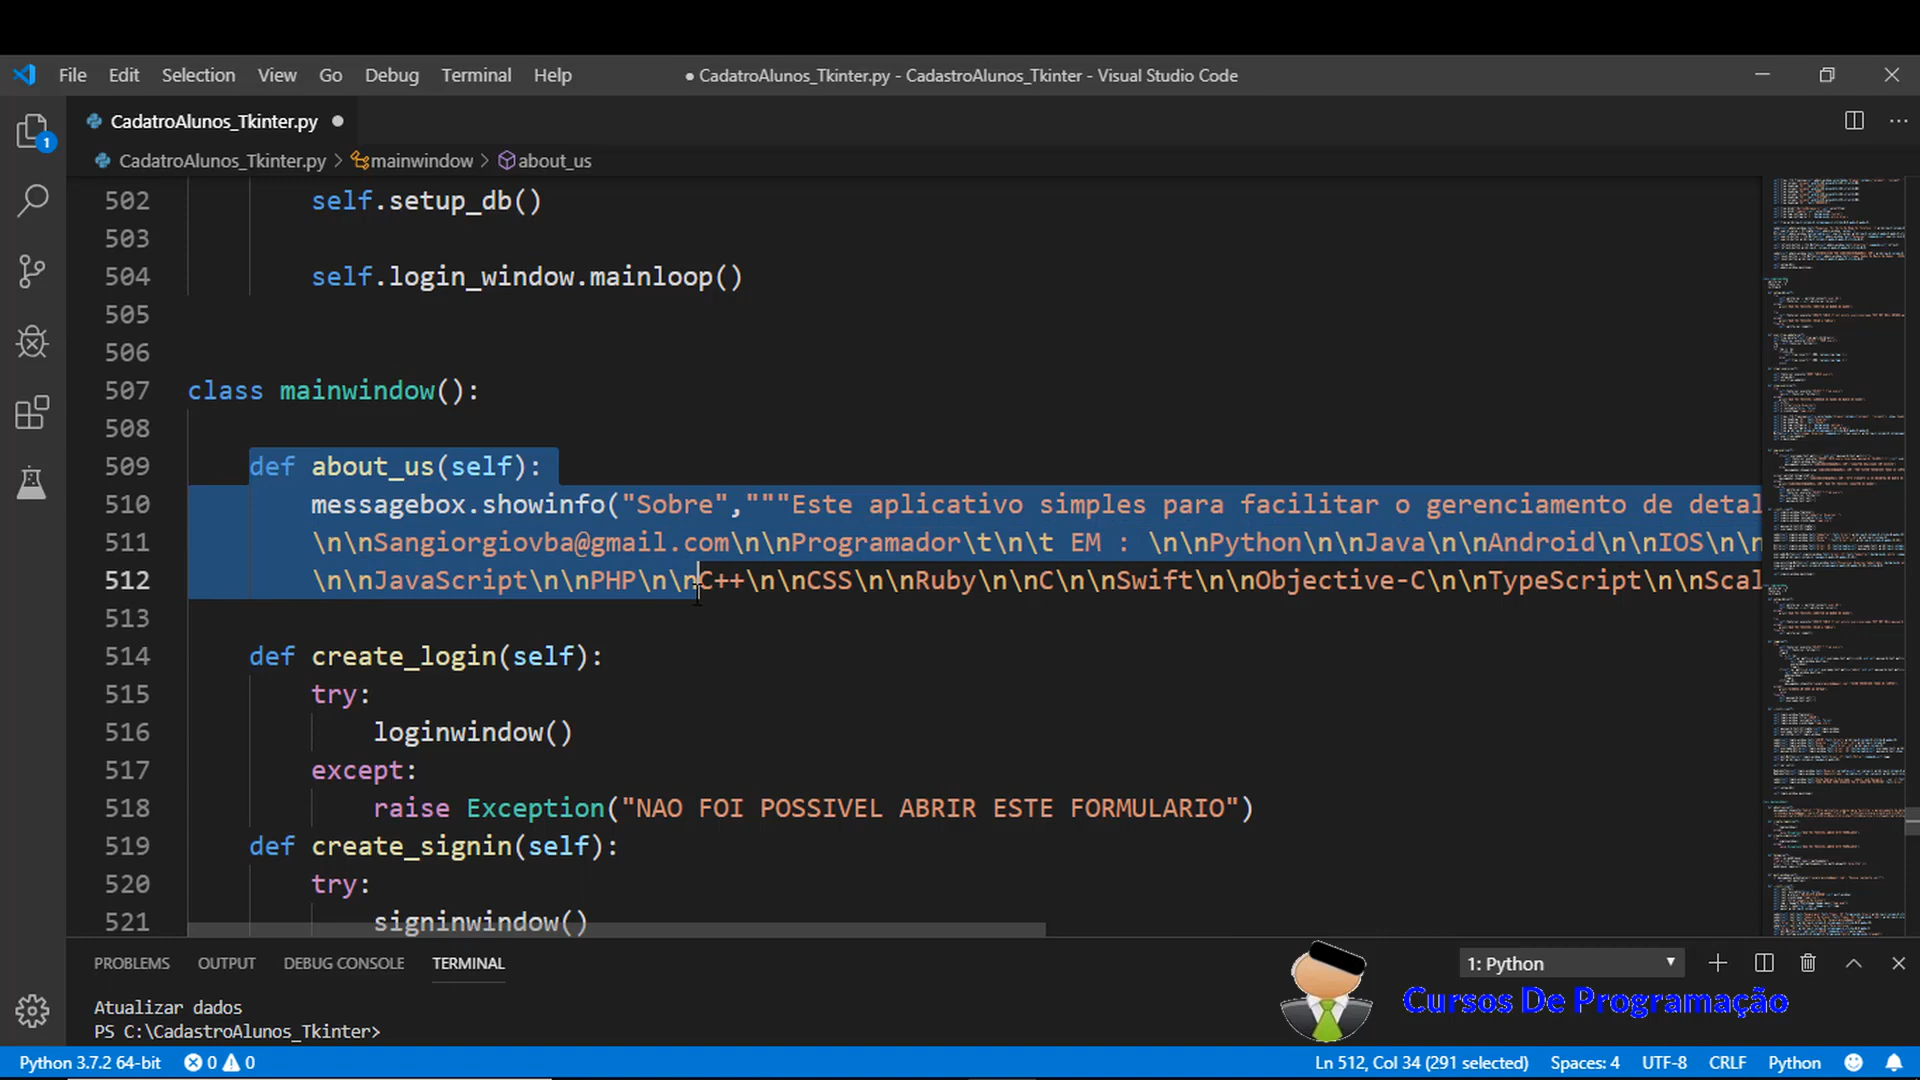 File Edit Selection View Go Debug Terminal Help ● CadatroAlunos_Tkinter.py - CadastroAlunos_Tkinter - Visual Studio Code
CadatroAlunos_Tkinter.py
CadatroAlunos_Tkinter.py > mainwindow > about_us
502 self.setup_db()
503
504 self.login_window.mainloop()
505
506
507 class mainwindow():
508
509 def about_us(self):
510 messagebox.showinfo("Sobre","""Este aplicativo simples para facilitar o gerenciamento de detal
511 \n\nSangiorgiovba@gmail.com\n\nProgramador\t\n\t EM : \n\nPython\n\nJava\n\nAndroid\n\nIOS\n\n
512 \n\nJavaScript\n\nPHP\n\nC++\n\nCSS\n\nRuby\n\nC\n\nSwift\n\nObjective-C\n\nTypeScript\n\nScal
513
514 def create_login(self):
515 try:
516 loginwindow()
517 except:
518 raise Exception("NAO FOI POSSIVEL ABRIR ESTE FORMULARIO")
519 def create_signin(self):
520 try:
521 signinwindow()
PROBLEMS OUTPUT DEBUG CONSOLE TERMINAL 1: Python
Atualizar dados
PS C:\CadastroAlunos_Tkinter>
Cursos De Programação
Python 3.7.2 64-bit 0 0 Ln 512, Col 34 (291 selected) Spaces: 4 UTF-8 CRLF Python
1